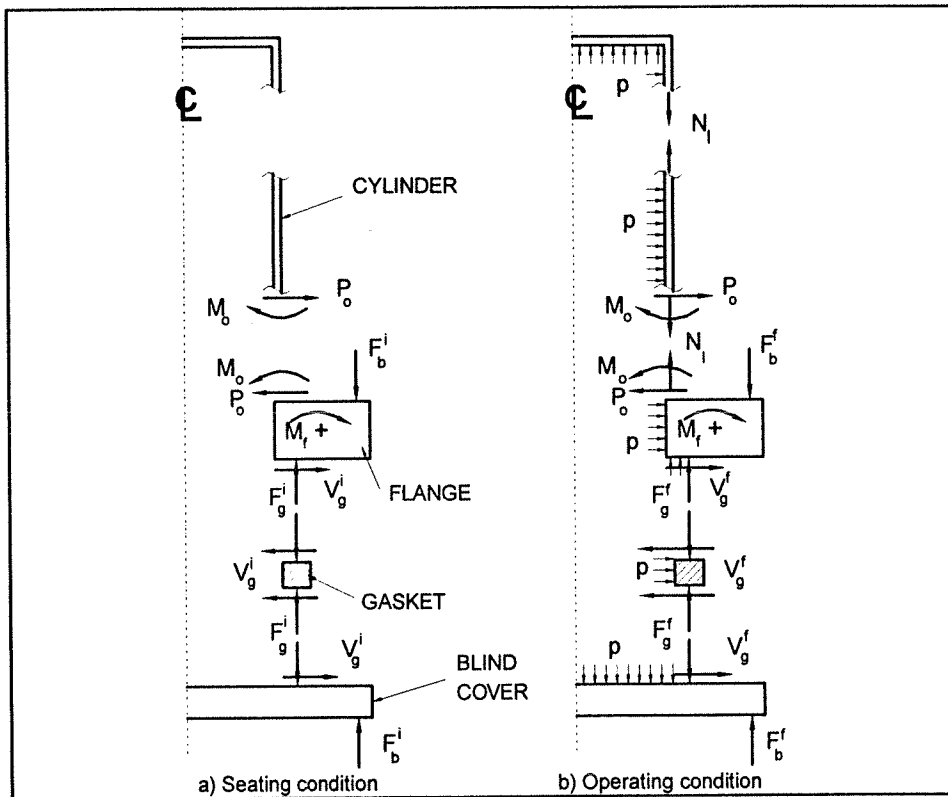 ℄
CYLINDER
P_o
M_o
F_b^i
M_o
P_o
M_f +
FLANGE
F_g^i
V_g^i
V_g^i
GASKET
F_g^i
V_g^i
BLIND
COVER
F_b^i
a) Seating condition
p
℄
N_l
p
P_o
M_o
N_l
F_b^f
M_o
P_o
M_f +
p
F_g^f
V_g^f
p
V_g^f
F_g^f
p
V_g^f
F_b^f
b) Operating condition